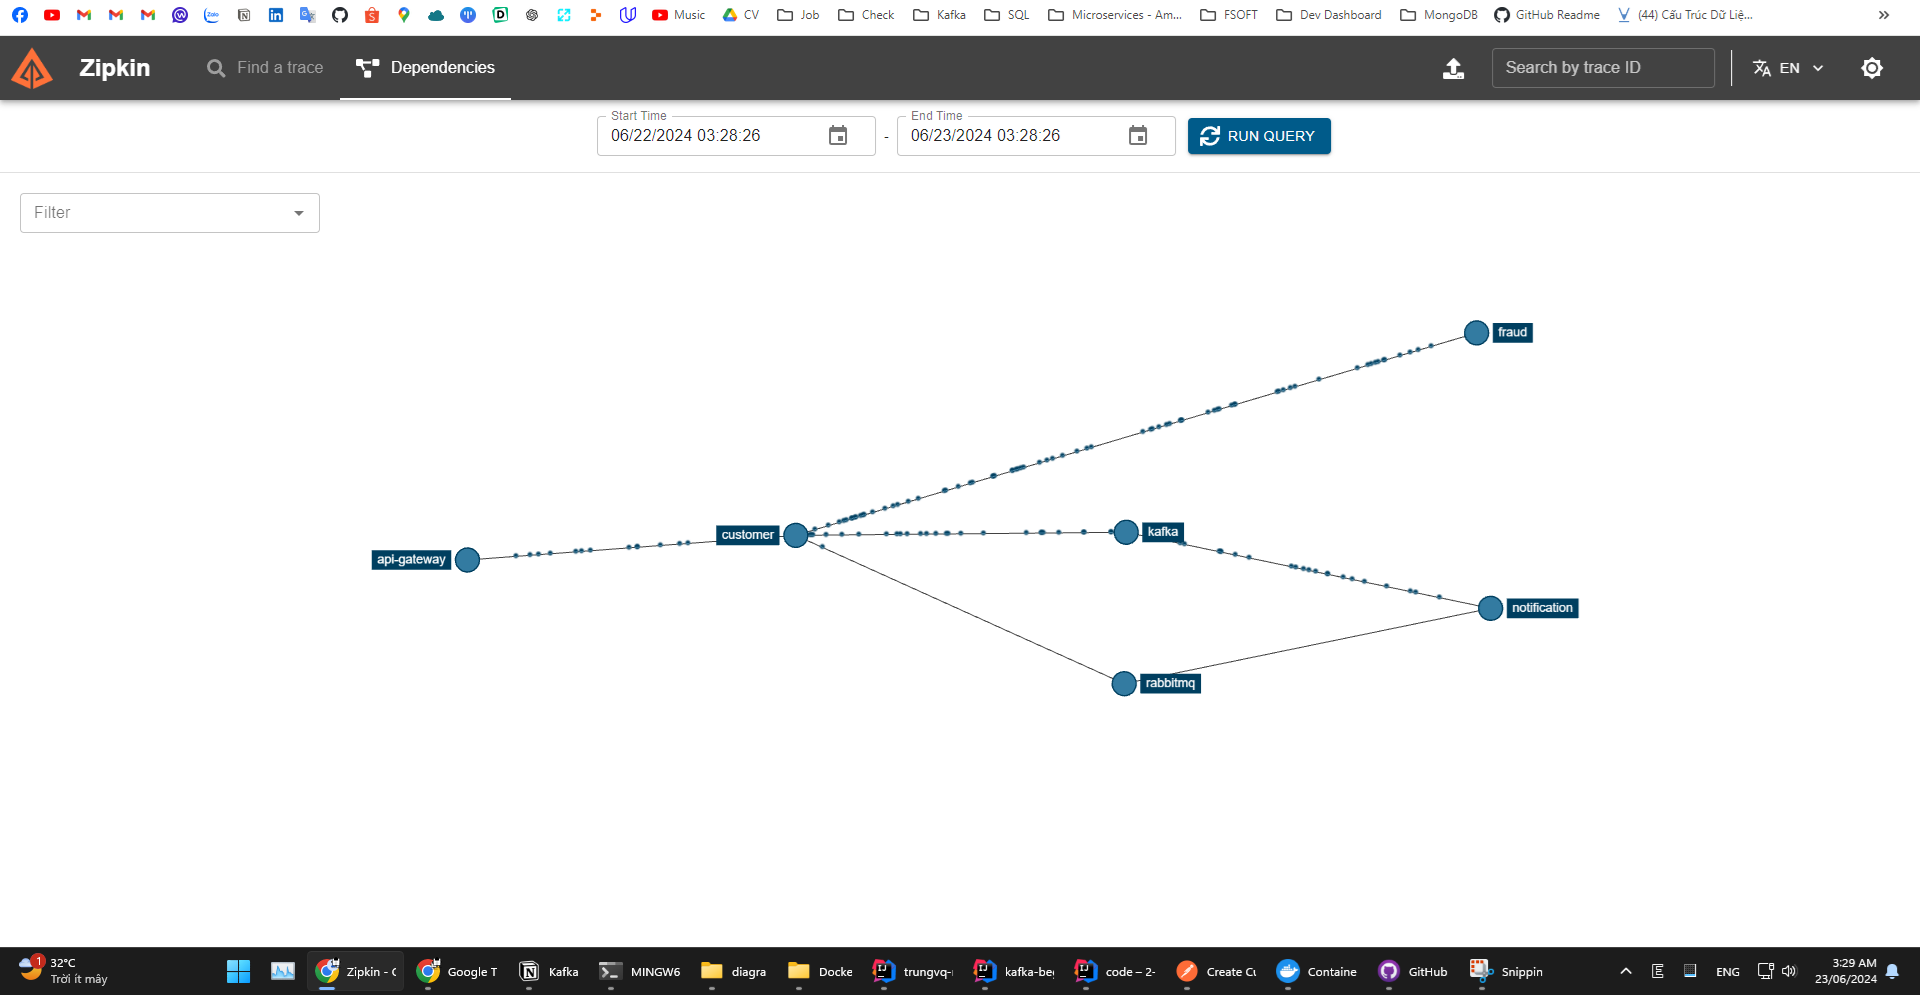 Music CV Job Check Kafka SQL Microservices - Am... FSOFT Dev Dashboard MongoDB GitHub Readme (44) Cấu Trúc Dữ Liệ... »
Zipkin Find a trace Dependencies Search by trace ID EN
Start Time End Time
06/22/2024 03:28:26 - 06/23/2024 03:28:26 RUN QUERY
Filter
fraud
customer
kafka
api-gateway
notification
rabbitmq
32°C
Trời ít mây
1
Zipkin - C Google T Kafka MINGW6 diagra Docke trungvq- kafka-be code – 2- Create Cu Containe GitHub Snippin ENG
3:29 AM
23/06/2024